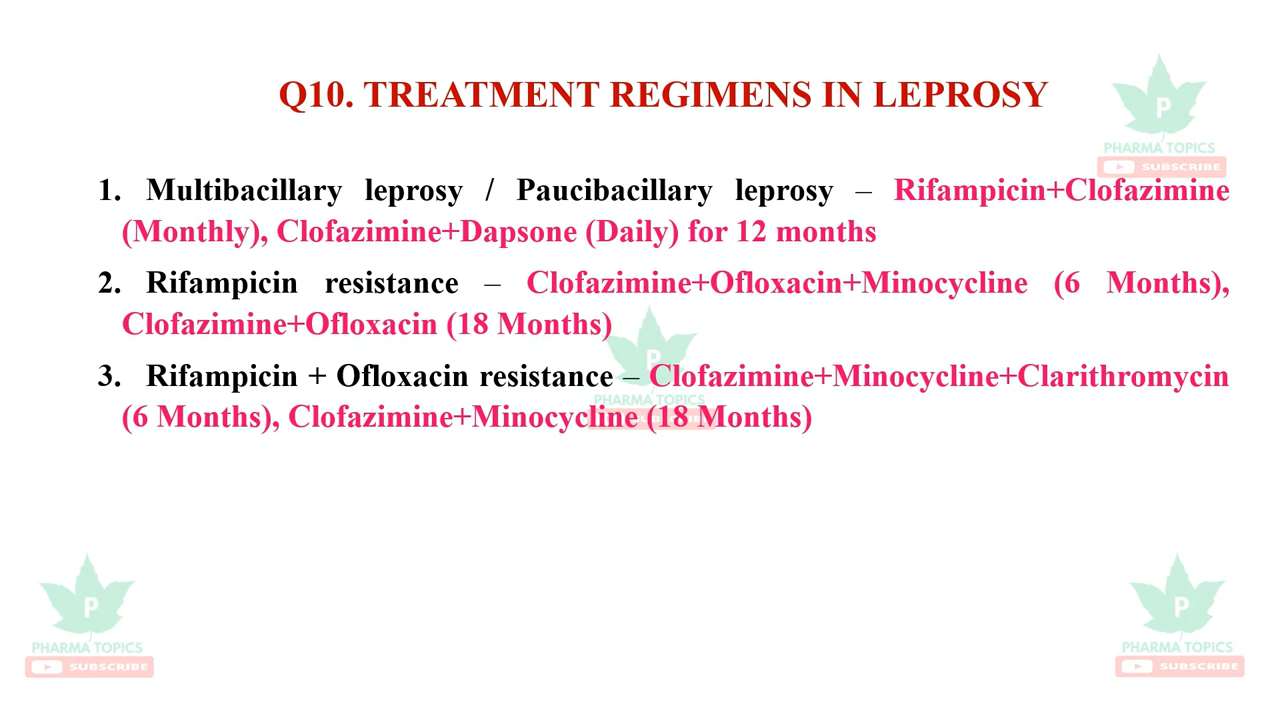 Q10. TREATMENT REGIMENS IN LEPROSY
P
PHARMA TOPICS
SUBSCRIBE
1. Multibacillary leprosy / Paucibacillary leprosy – Rifampicin+Clofazimine
(Monthly), Clofazimine+Dapsone (Daily) for 12 months
2. Rifampicin resistance – Clofazimine+Ofloxacin+Minocycline (6 Months),
Clofazimine+Ofloxacin (18 Months)
P
3. Rifampicin + Ofloxacin resistance – Clofazimine+Minocycline+Clarithromycin
PHARMA TOPICS
(6 Months), Clofazimine+Minocycline (18 Months)
P
PHARMA TOPICS
SUBSCRIBE
P
PHARMA TOPICS
SUBSCRIBE